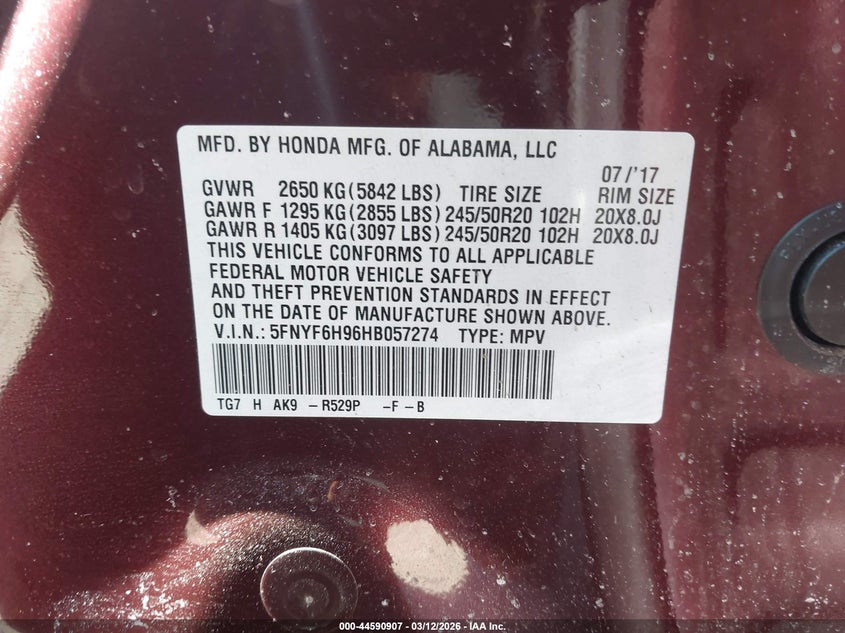 MFD. BY HONDA MFG. OF ALABAMA, LLC
07/'17
GVWR 2650 KG(5842 LBS) TIRE SIZE RIM SIZE
GAWR F 1295 KG(2855 LBS) 245/50R20 102H 20X8.0J
GAWR R 1405 KG(3097 LBS) 245/50R20 102H 20X8.0J
THIS VEHICLE CONFORMS TO ALL APPLICABLE
FEDERAL MOTOR VEHICLE SAFETY
AND THEFT PREVENTION STANDARDS IN EFFECT
ON THE DATE OF MANUFACTURE SHOWN ABOVE.
V.I.N.: 5FNYF6H96HB057274 TYPE: MPV
TG7 H AK9 -R529P -F -B
000-44590907 - 03/12/2026 - IAA Inc.